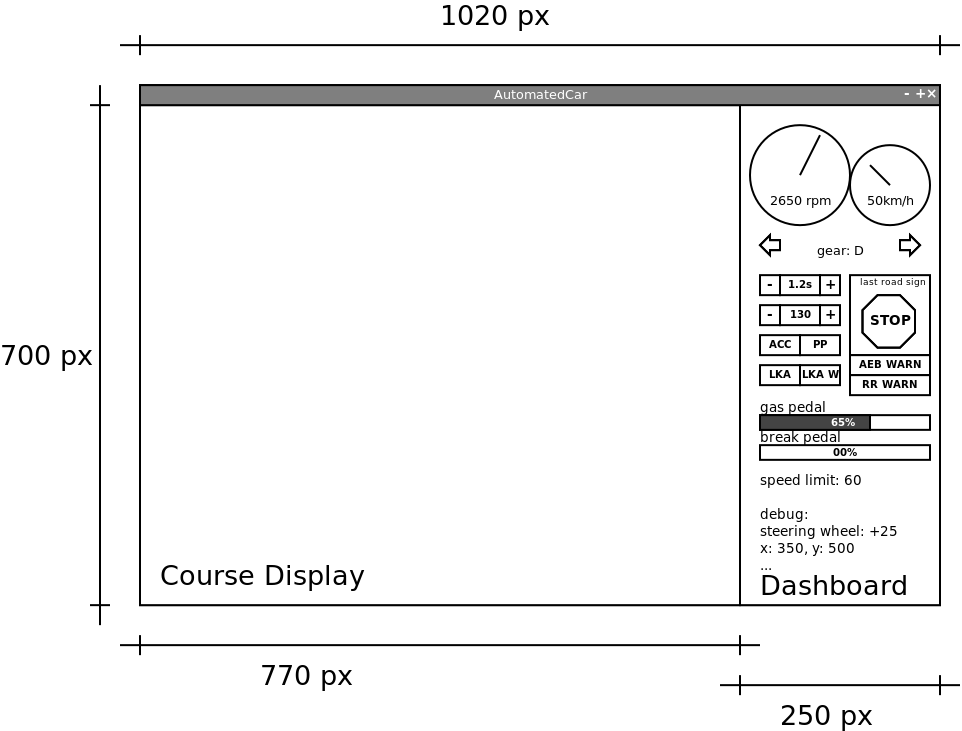 1020 px
AutomatedCar
- +×
700 px
2650 rpm
50km/h
gear: D
- 1.2s +
- 130 +
ACC PP
LKA LKA W
last road sign
STOP
AEB WARN
RR WARN
gas pedal
65%
break pedal
00%
speed limit: 60
debug:
steering wheel: +25
x: 350, y: 500
...
Course Display
Dashboard
770 px
250 px